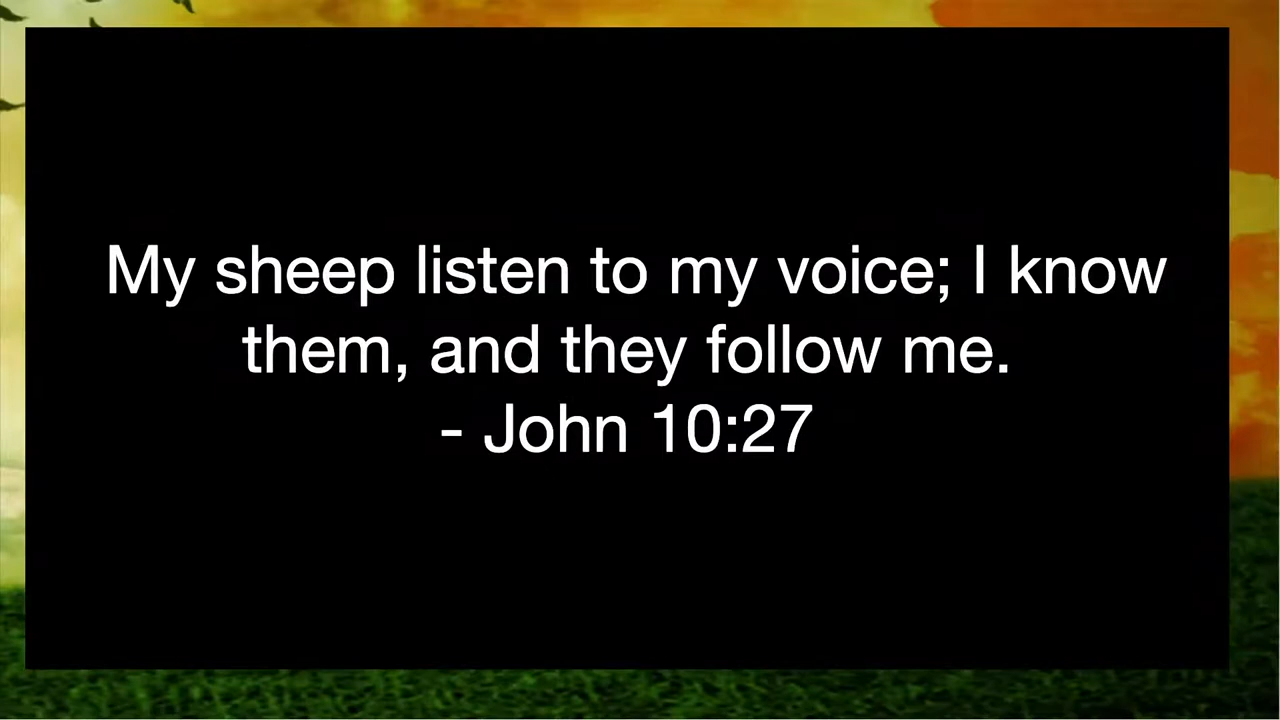 My sheep listen to my voice; I know
them, and they follow me.
- John 10:27